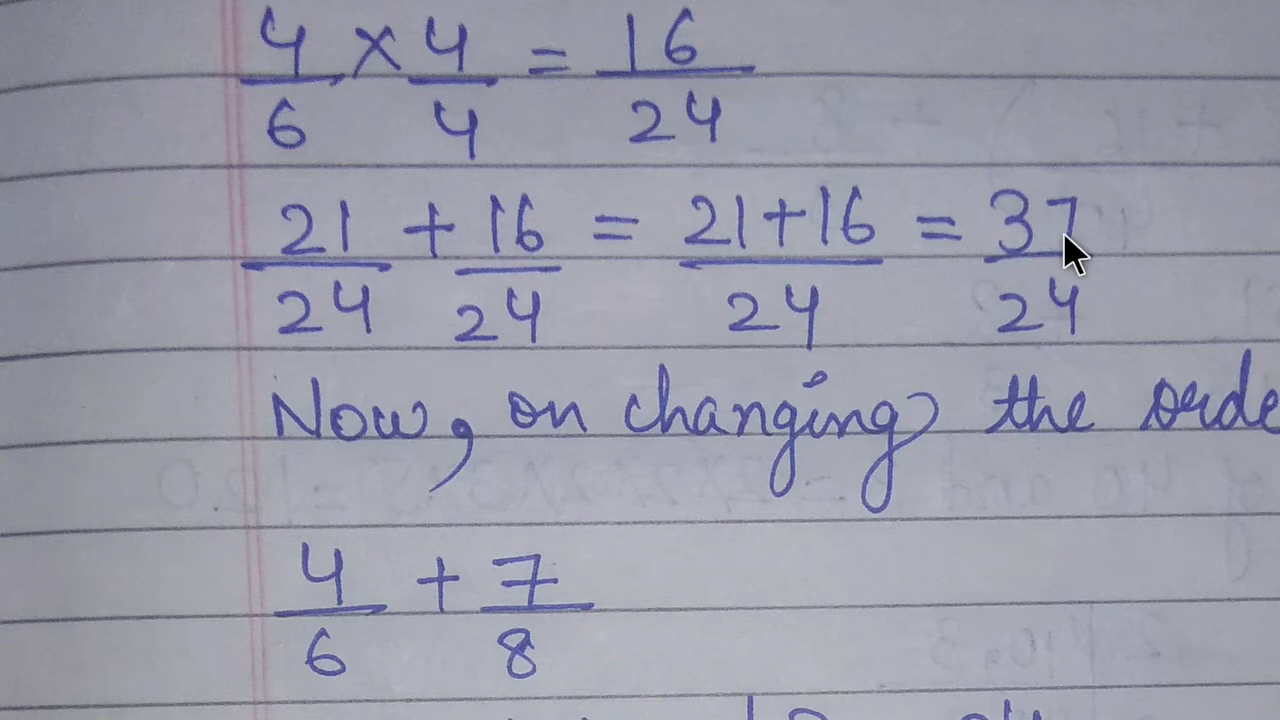 4/6 × 4/4 = 16/24
21/24 + 16/24 = 21+16/24 = 37/24
Now, on changing the orde
4/6 + 7/8